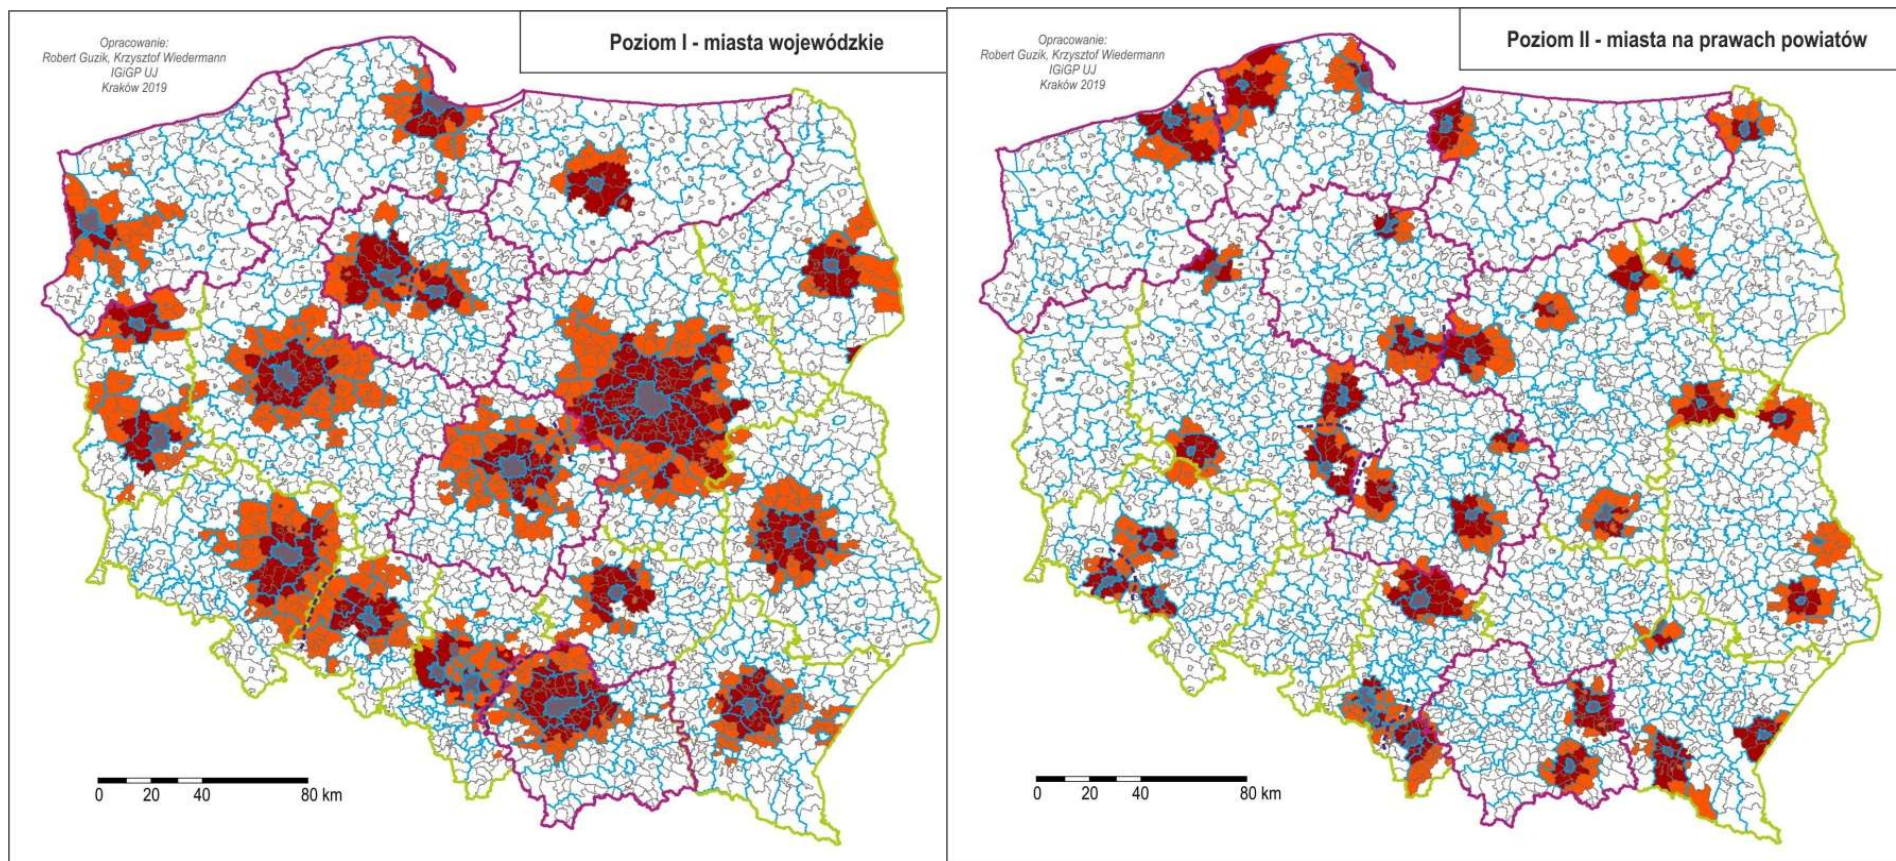 Opracowanie:
Robert Guzik, Krzysztof Wiedermann
IGiGP UJ
Kraków 2019
Poziom I - miasta wojewódzkie
0 20 40 80 km
Opracowanie:
Robert Guzik, Krzysztof Wiedermann
IGiGP UJ
Kraków 2019
Poziom II - miasta na prawach powiatów
0 20 40 80 km